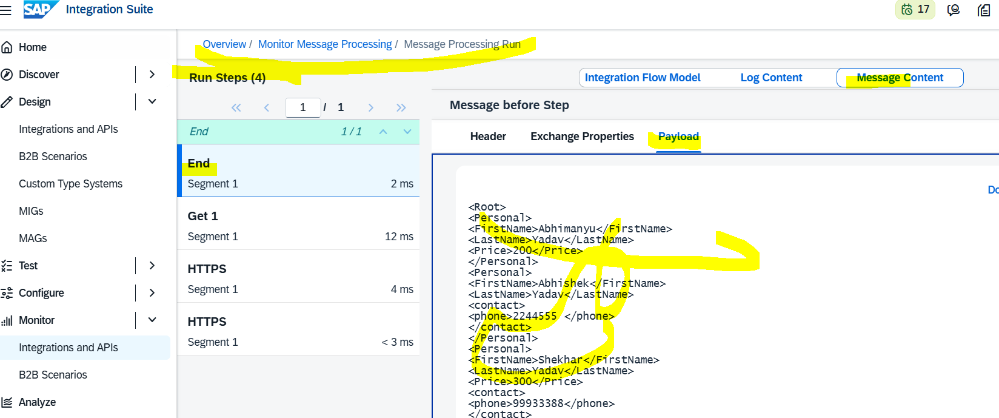 SAP Integration Suite
17
Home
Discover
Design
Integrations and APIs
B2B Scenarios
Custom Type Systems
MIGs
MAGs
Test
Configure
Monitor
Integrations and APIs
B2B Scenarios
Analyze
Overview / Monitor Message Processing / Message Processing Run
Run Steps (4)
1 / 1
End 1 / 1
End
Segment 1 2 ms
Get 1
Segment 1 12 ms
HTTPS
Segment 1 4 ms
HTTPS
Segment 1 < 3 ms
Integration Flow Model Log Content Message Content
Message before Step
Header Exchange Properties Payload
<Root>
<Personal>
<FirstName>Abhimanyu</FirstName>
<LastName>Yadav</LastName>
<Price>200</Price>
</Personal>
<Personal>
<FirstName>Abhishek</FirstName>
<LastName>Yadav</LastName>
<contact>
<phone>2244555 </phone>
</contact>
</Personal>
<Personal>
<FirstName>Shekhar</FirstName>
<LastName>Yadav</LastName>
<Price>300</Price>
<contact>
<phone>99933388</phone>
</contact>